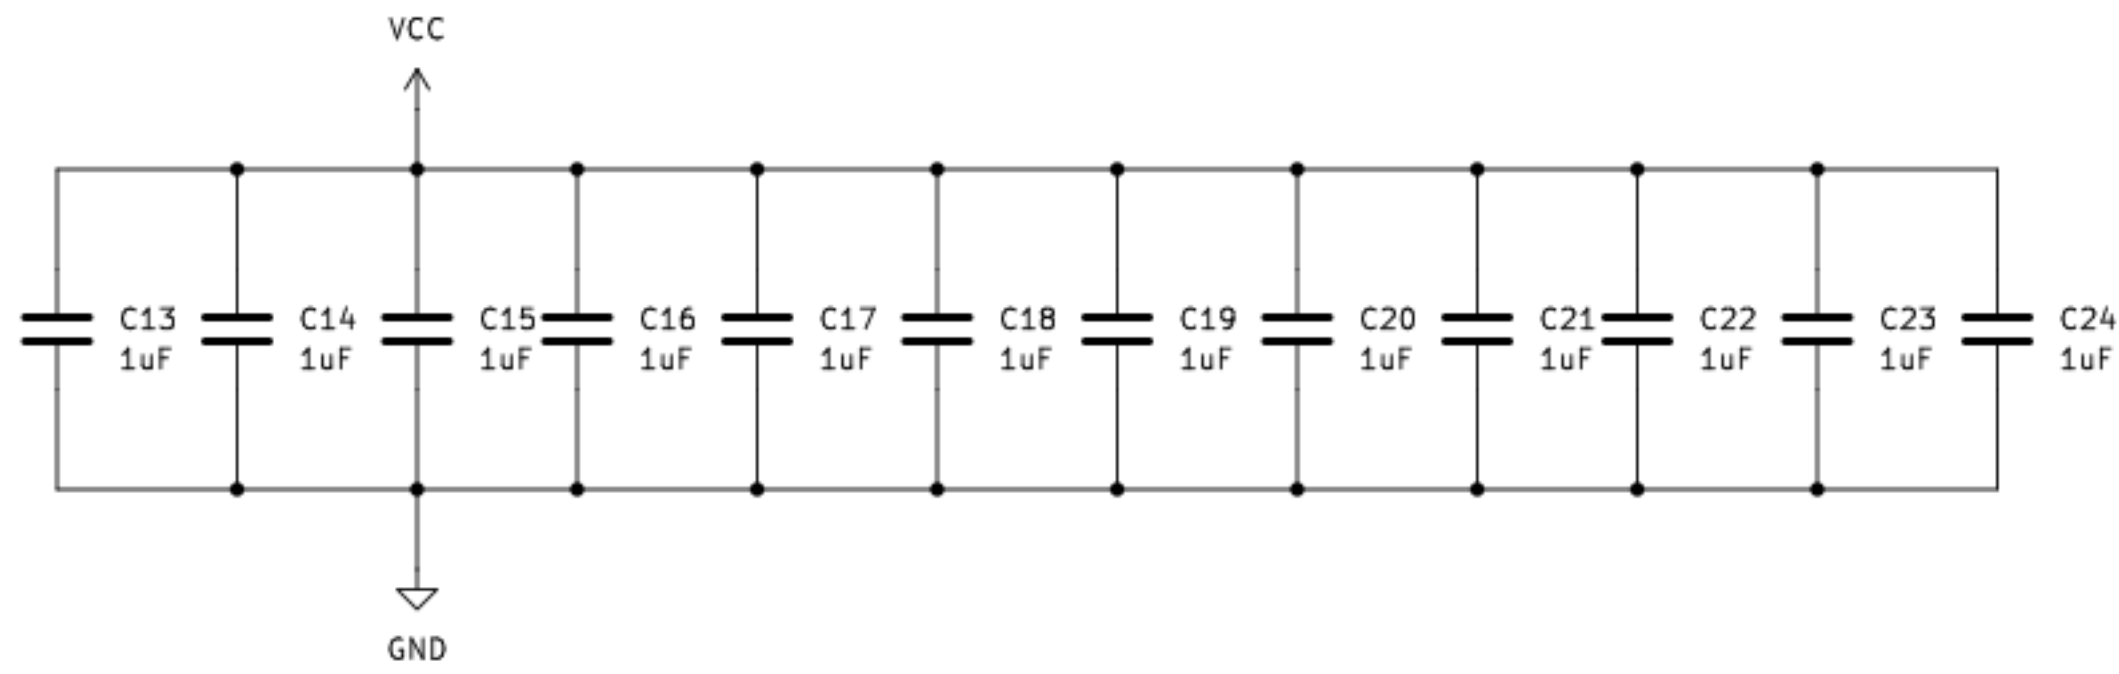 VCC
C13
1uF
C14
1uF
C15
1uF
C16
1uF
C17
1uF
C18
1uF
C19
1uF
C20
1uF
C21
1uF
C22
1uF
C23
1uF
C24
1uF
GND